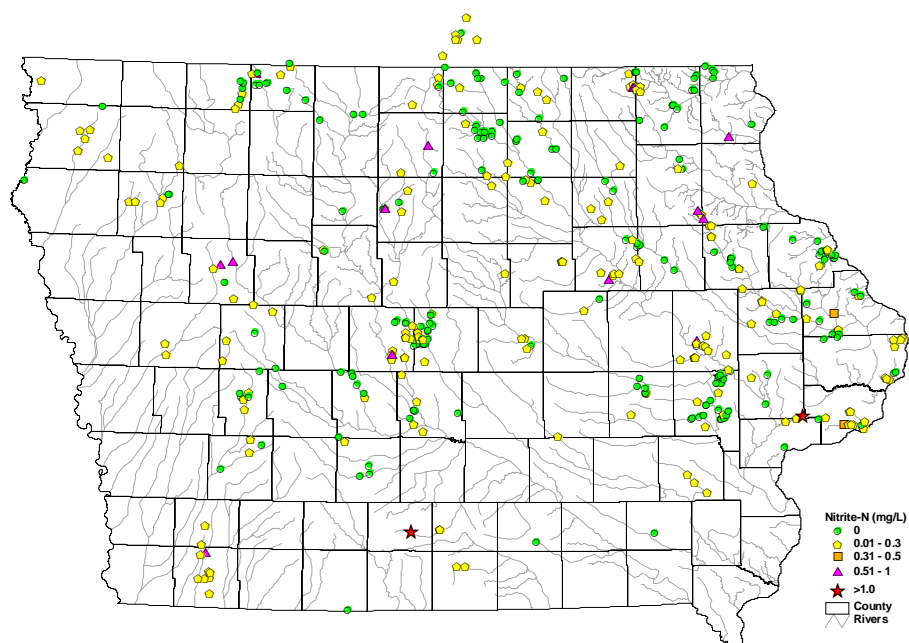 Nitrite-N (mg/L)
0
0.01 - 0.3
0.31 - 0.5
0.51 - 1
>1.0
County
Rivers